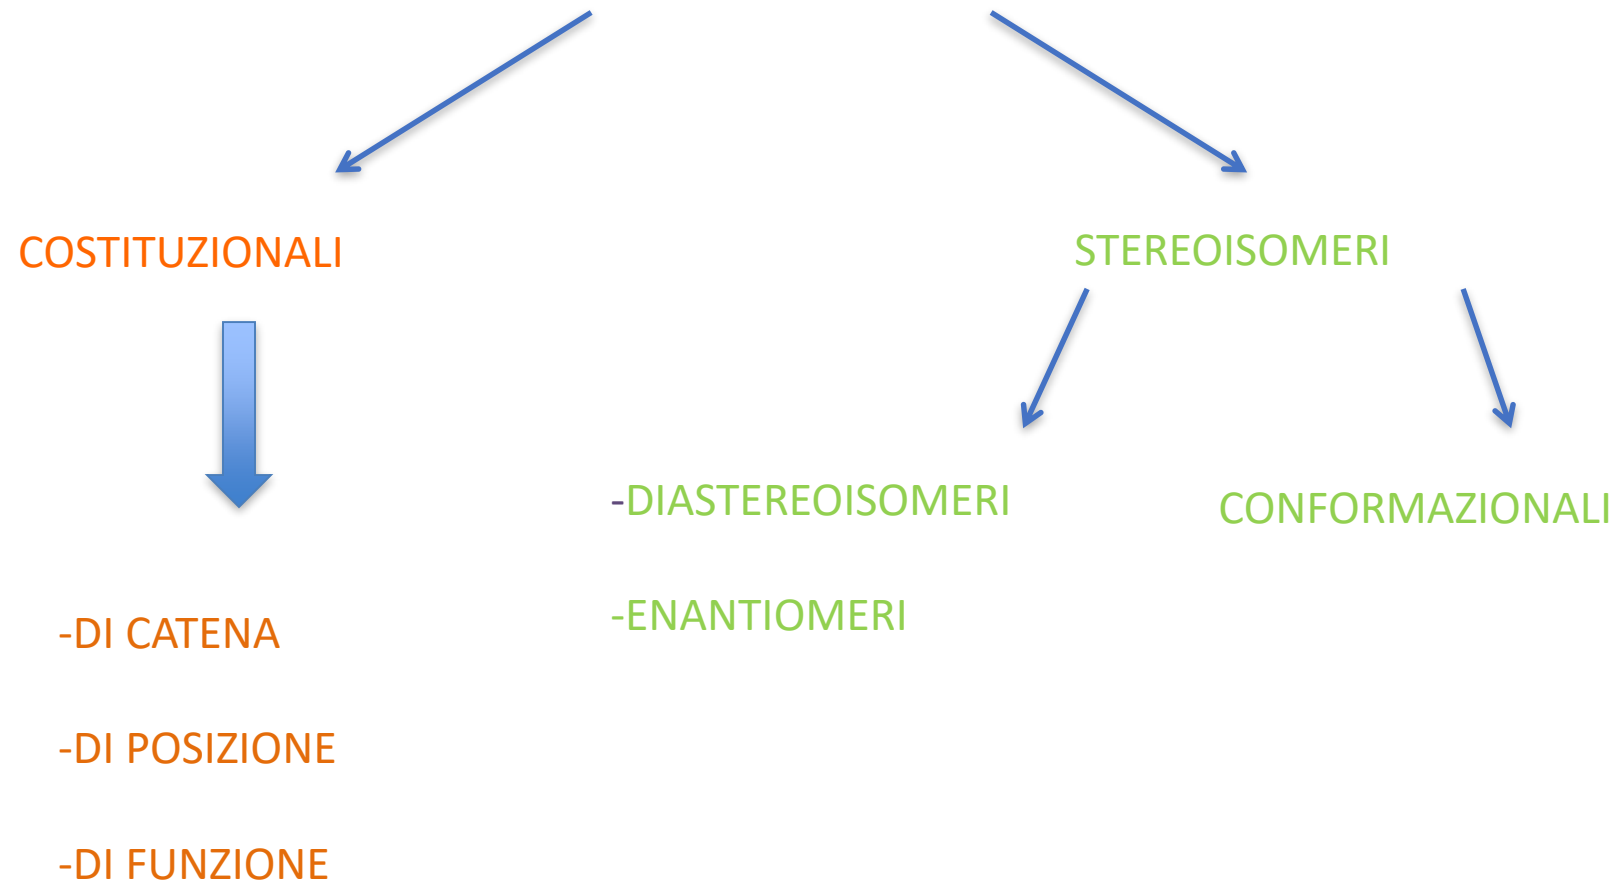 COSTITUZIONALI
STEREOISOMERI
-DIASTEREOISOMERI
CONFORMAZIONALI
-ENANTIOMERI
-DI CATENA
-DI POSIZIONE
-DI FUNZIONE